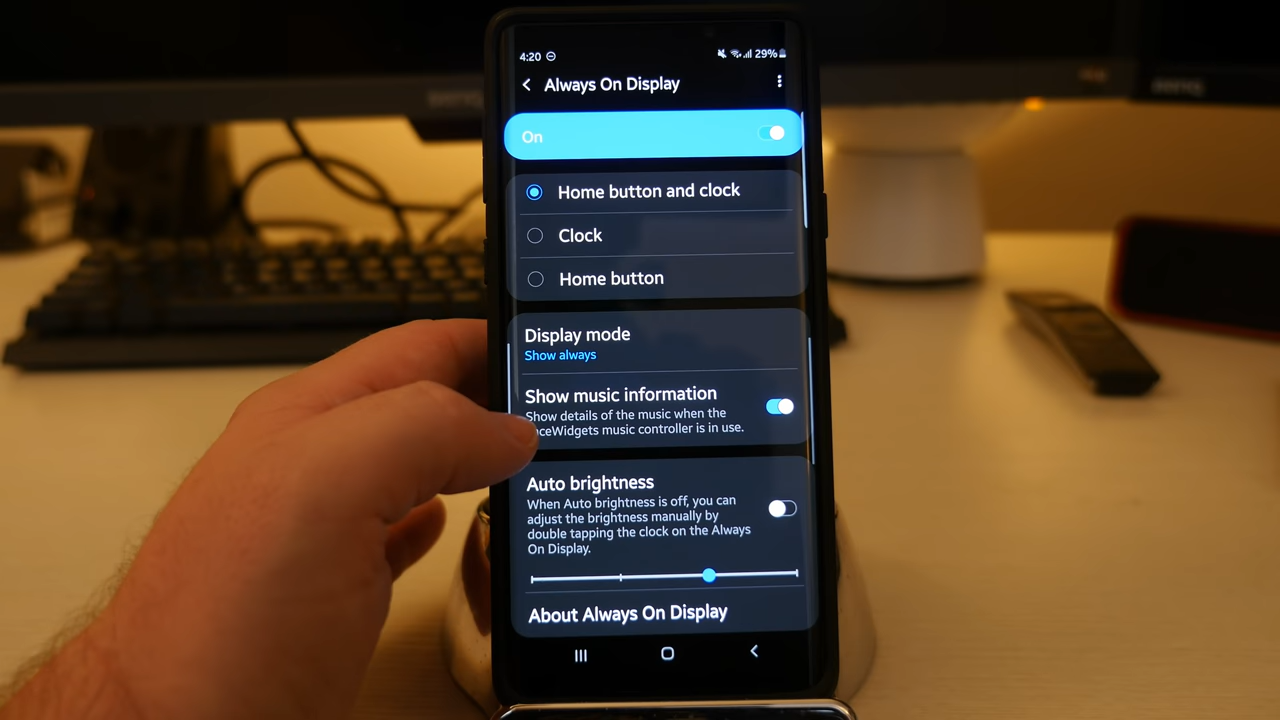 4:20 29%
Always On Display
On
Home button and clock
Clock
Home button
Display mode
Show always
Show music information
Show details of the music when the
ceWidgets music controller is in use.
Auto brightness
When Auto brightness is off, you can
adjust the brightness manually by
double tapping the clock on the Always
On Display.
About Always On Display